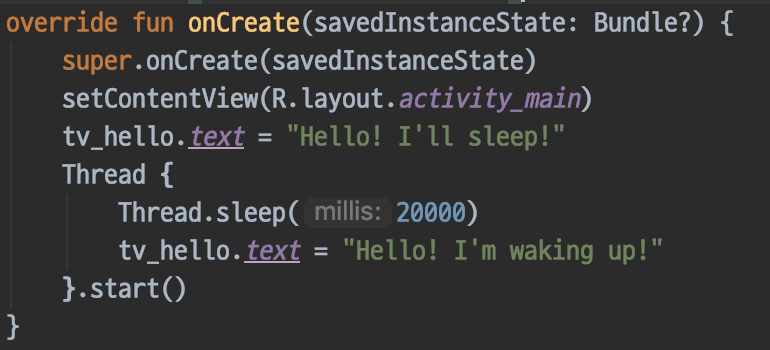 override fun onCreate(savedInstanceState: Bundle?) {
super.onCreate(savedInstanceState)
setContentView(R.layout.activity_main)
tv_hello.text = "Hello! I'll sleep!"
Thread {
Thread.sleep( millis: 20000)
tv_hello.text = "Hello! I'm waking up!"
}.start()
}